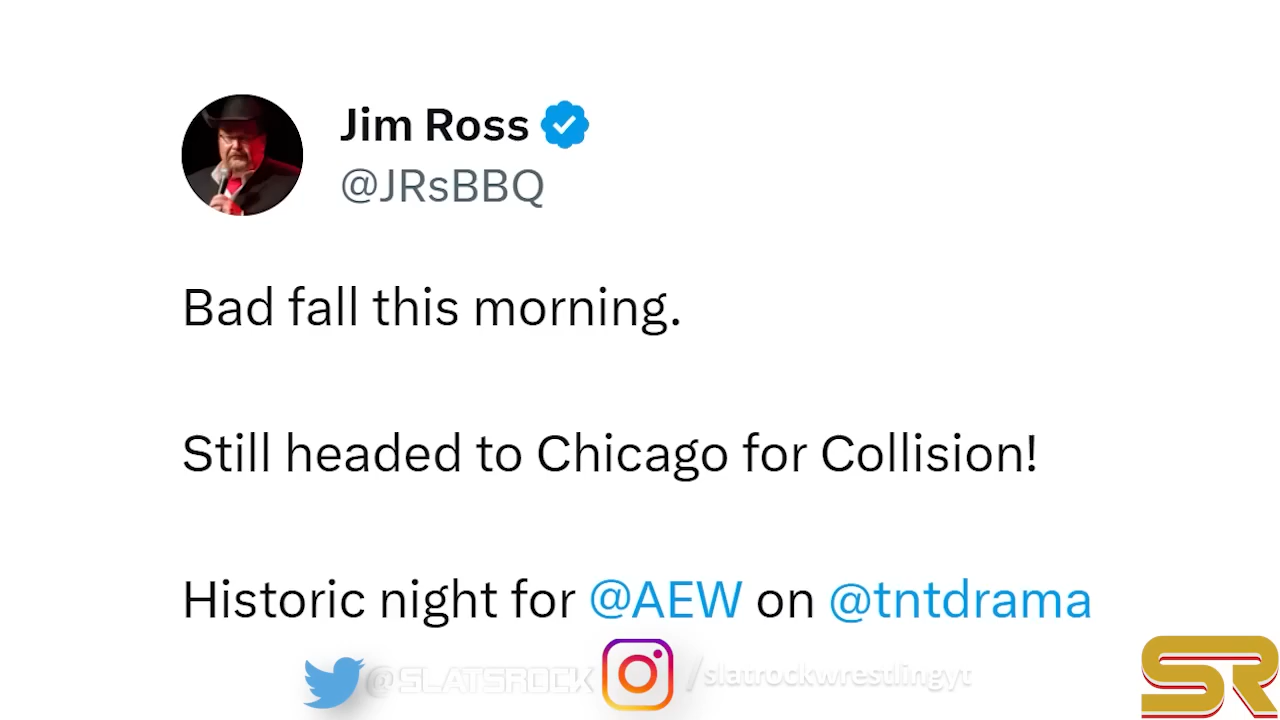 Jim Ross
@JRsBBQ
Bad fall this morning.
Still headed to Chicago for Collision!
Historic night for @AEW on @tntdrama
@SLATSROCK /slatrockwrestlingyt
SR